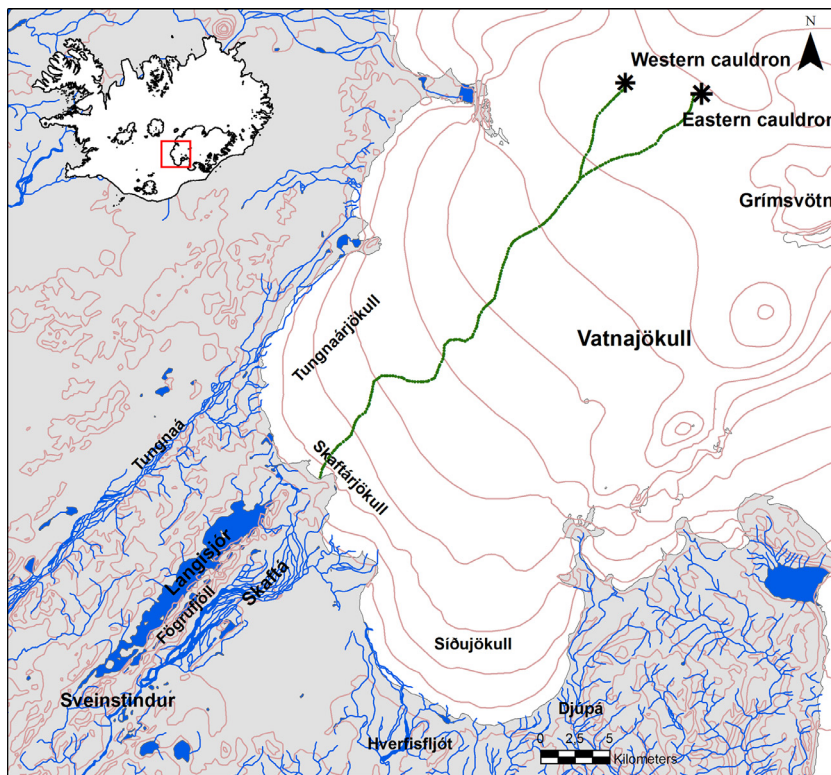 N
Western cauldron
Eastern cauldron
Grímsvötn
Tungnaárjökull
Vatnajökull
Skaftárjökull
Tungnaá
Langisjór
Fögrufjöll
Skaftá
Síðujökull
Sveinstindur
Djúpá
Hverfisfljót
0 2.5 5
Kilometers